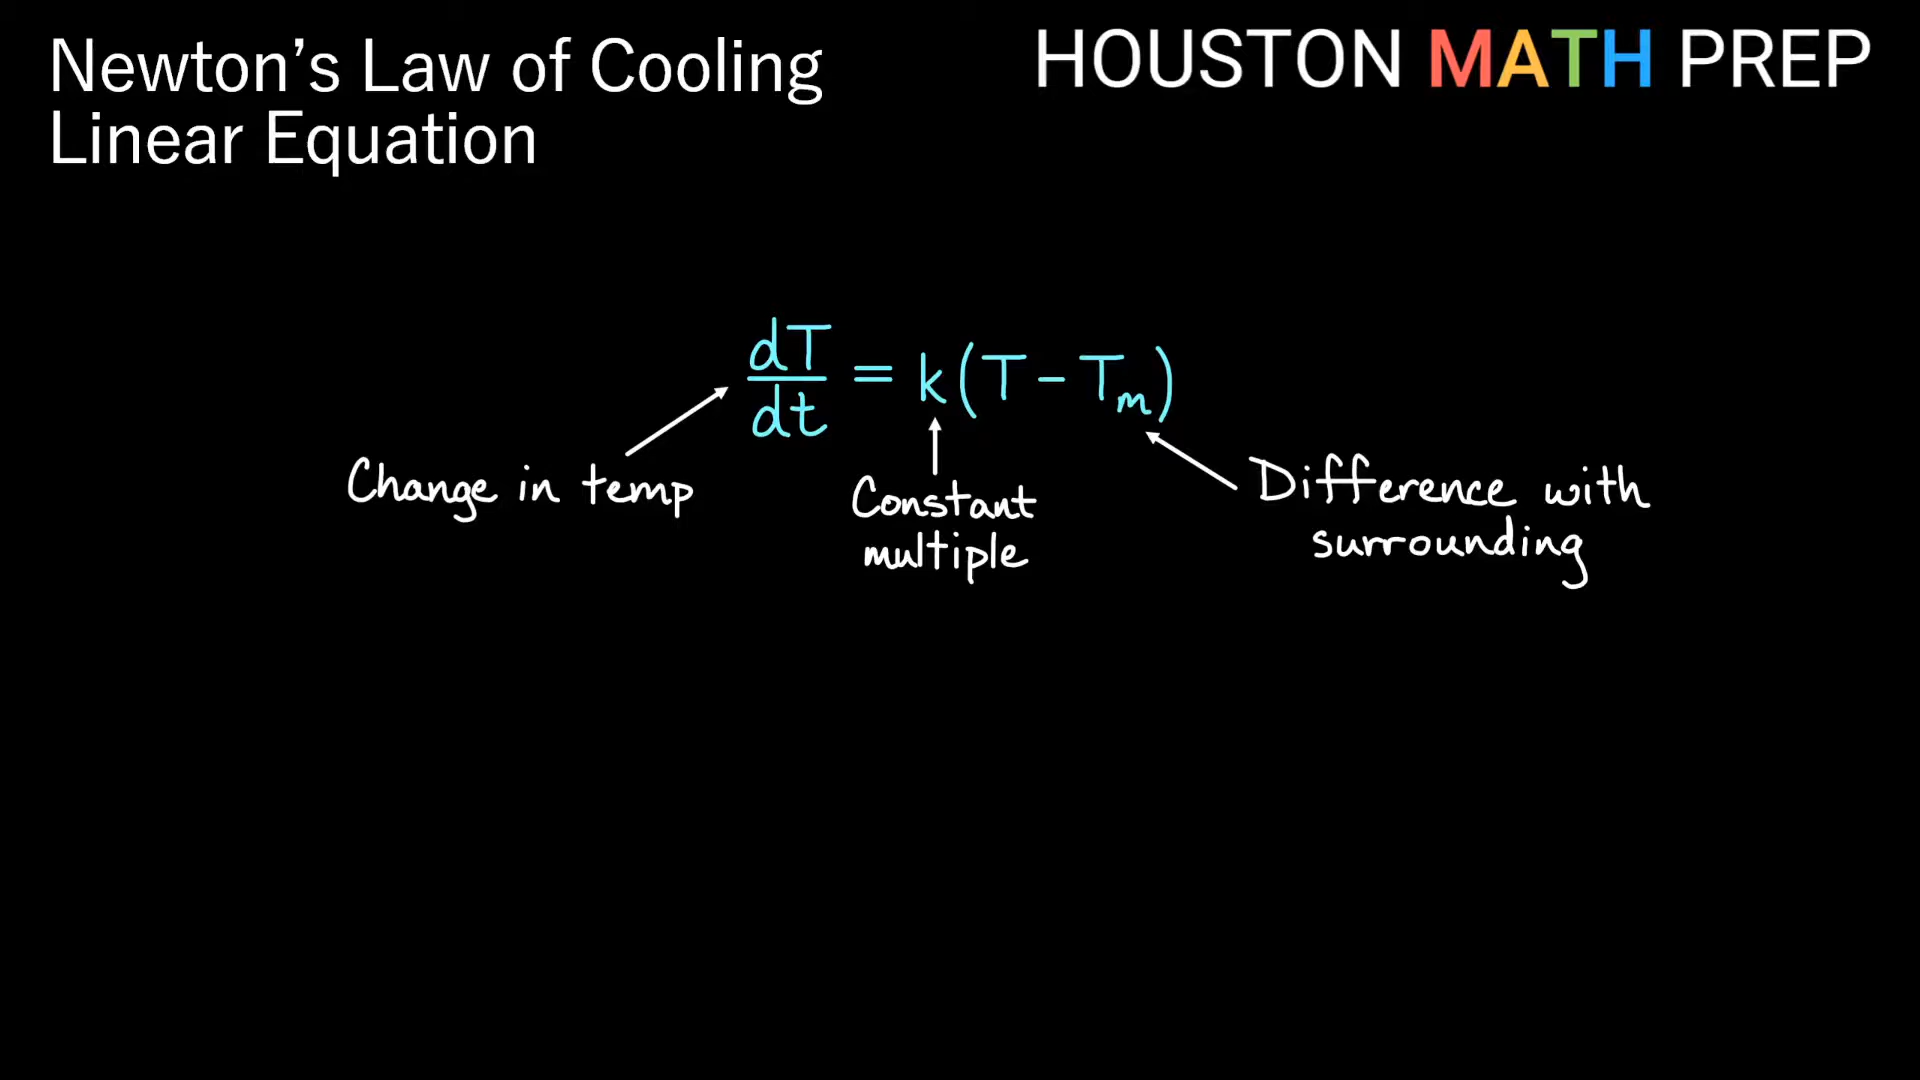 Newton’s Law of Cooling
Linear Equation
HOUSTON MATH PREP
dT/dt = k(T - Tₘ)
Change in temp
Constant
multiple
Difference with
surrounding